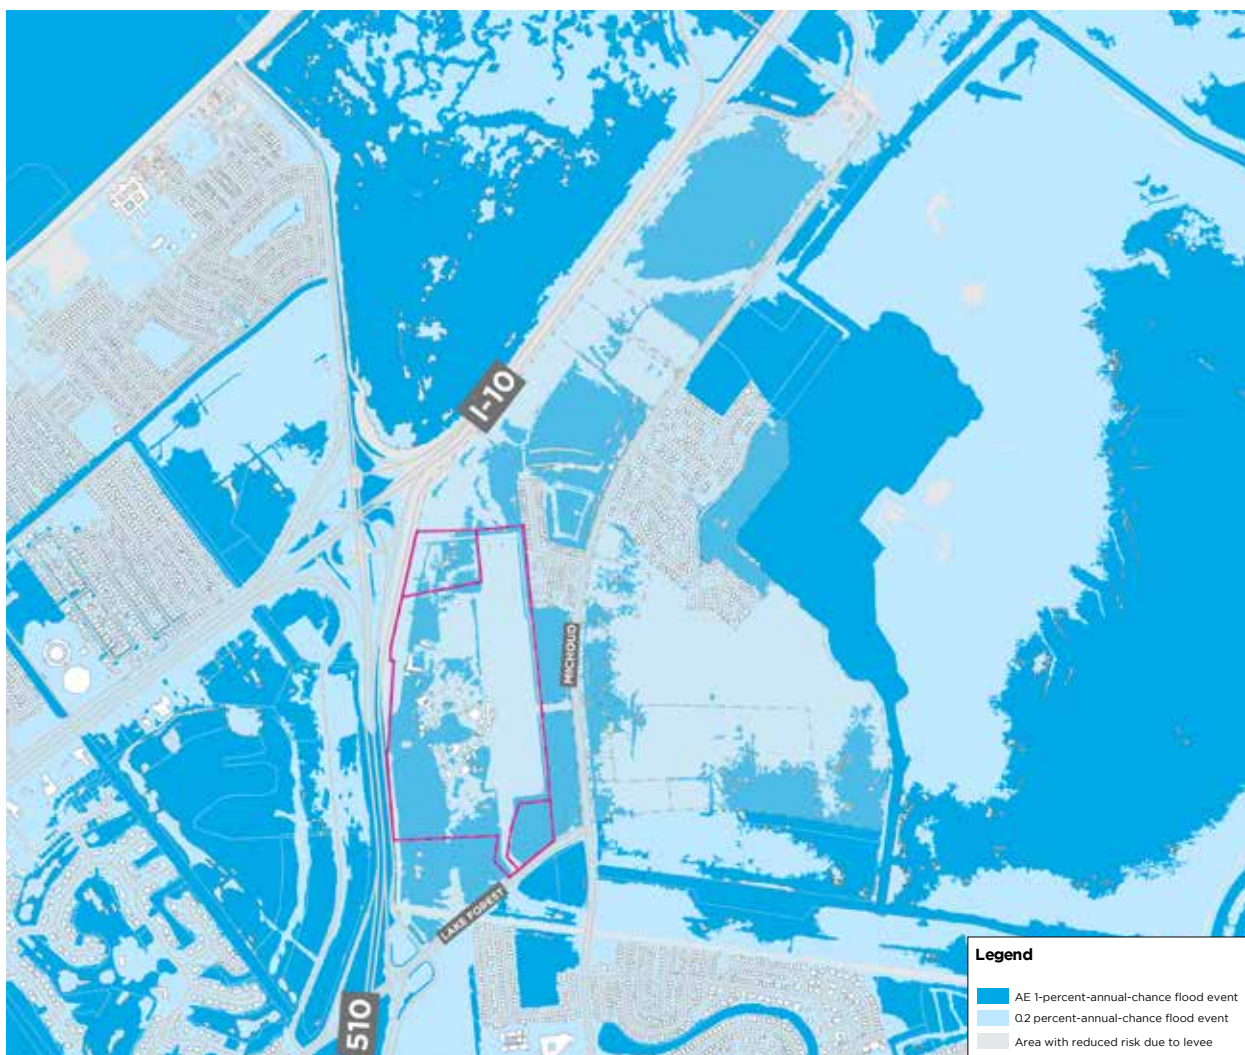 I-10
MICHOUD
LAKE FOREST
510
Legend
AE 1-percent-annual-chance flood event
0.2 percent-annual-chance flood event
Area with reduced risk due to levee